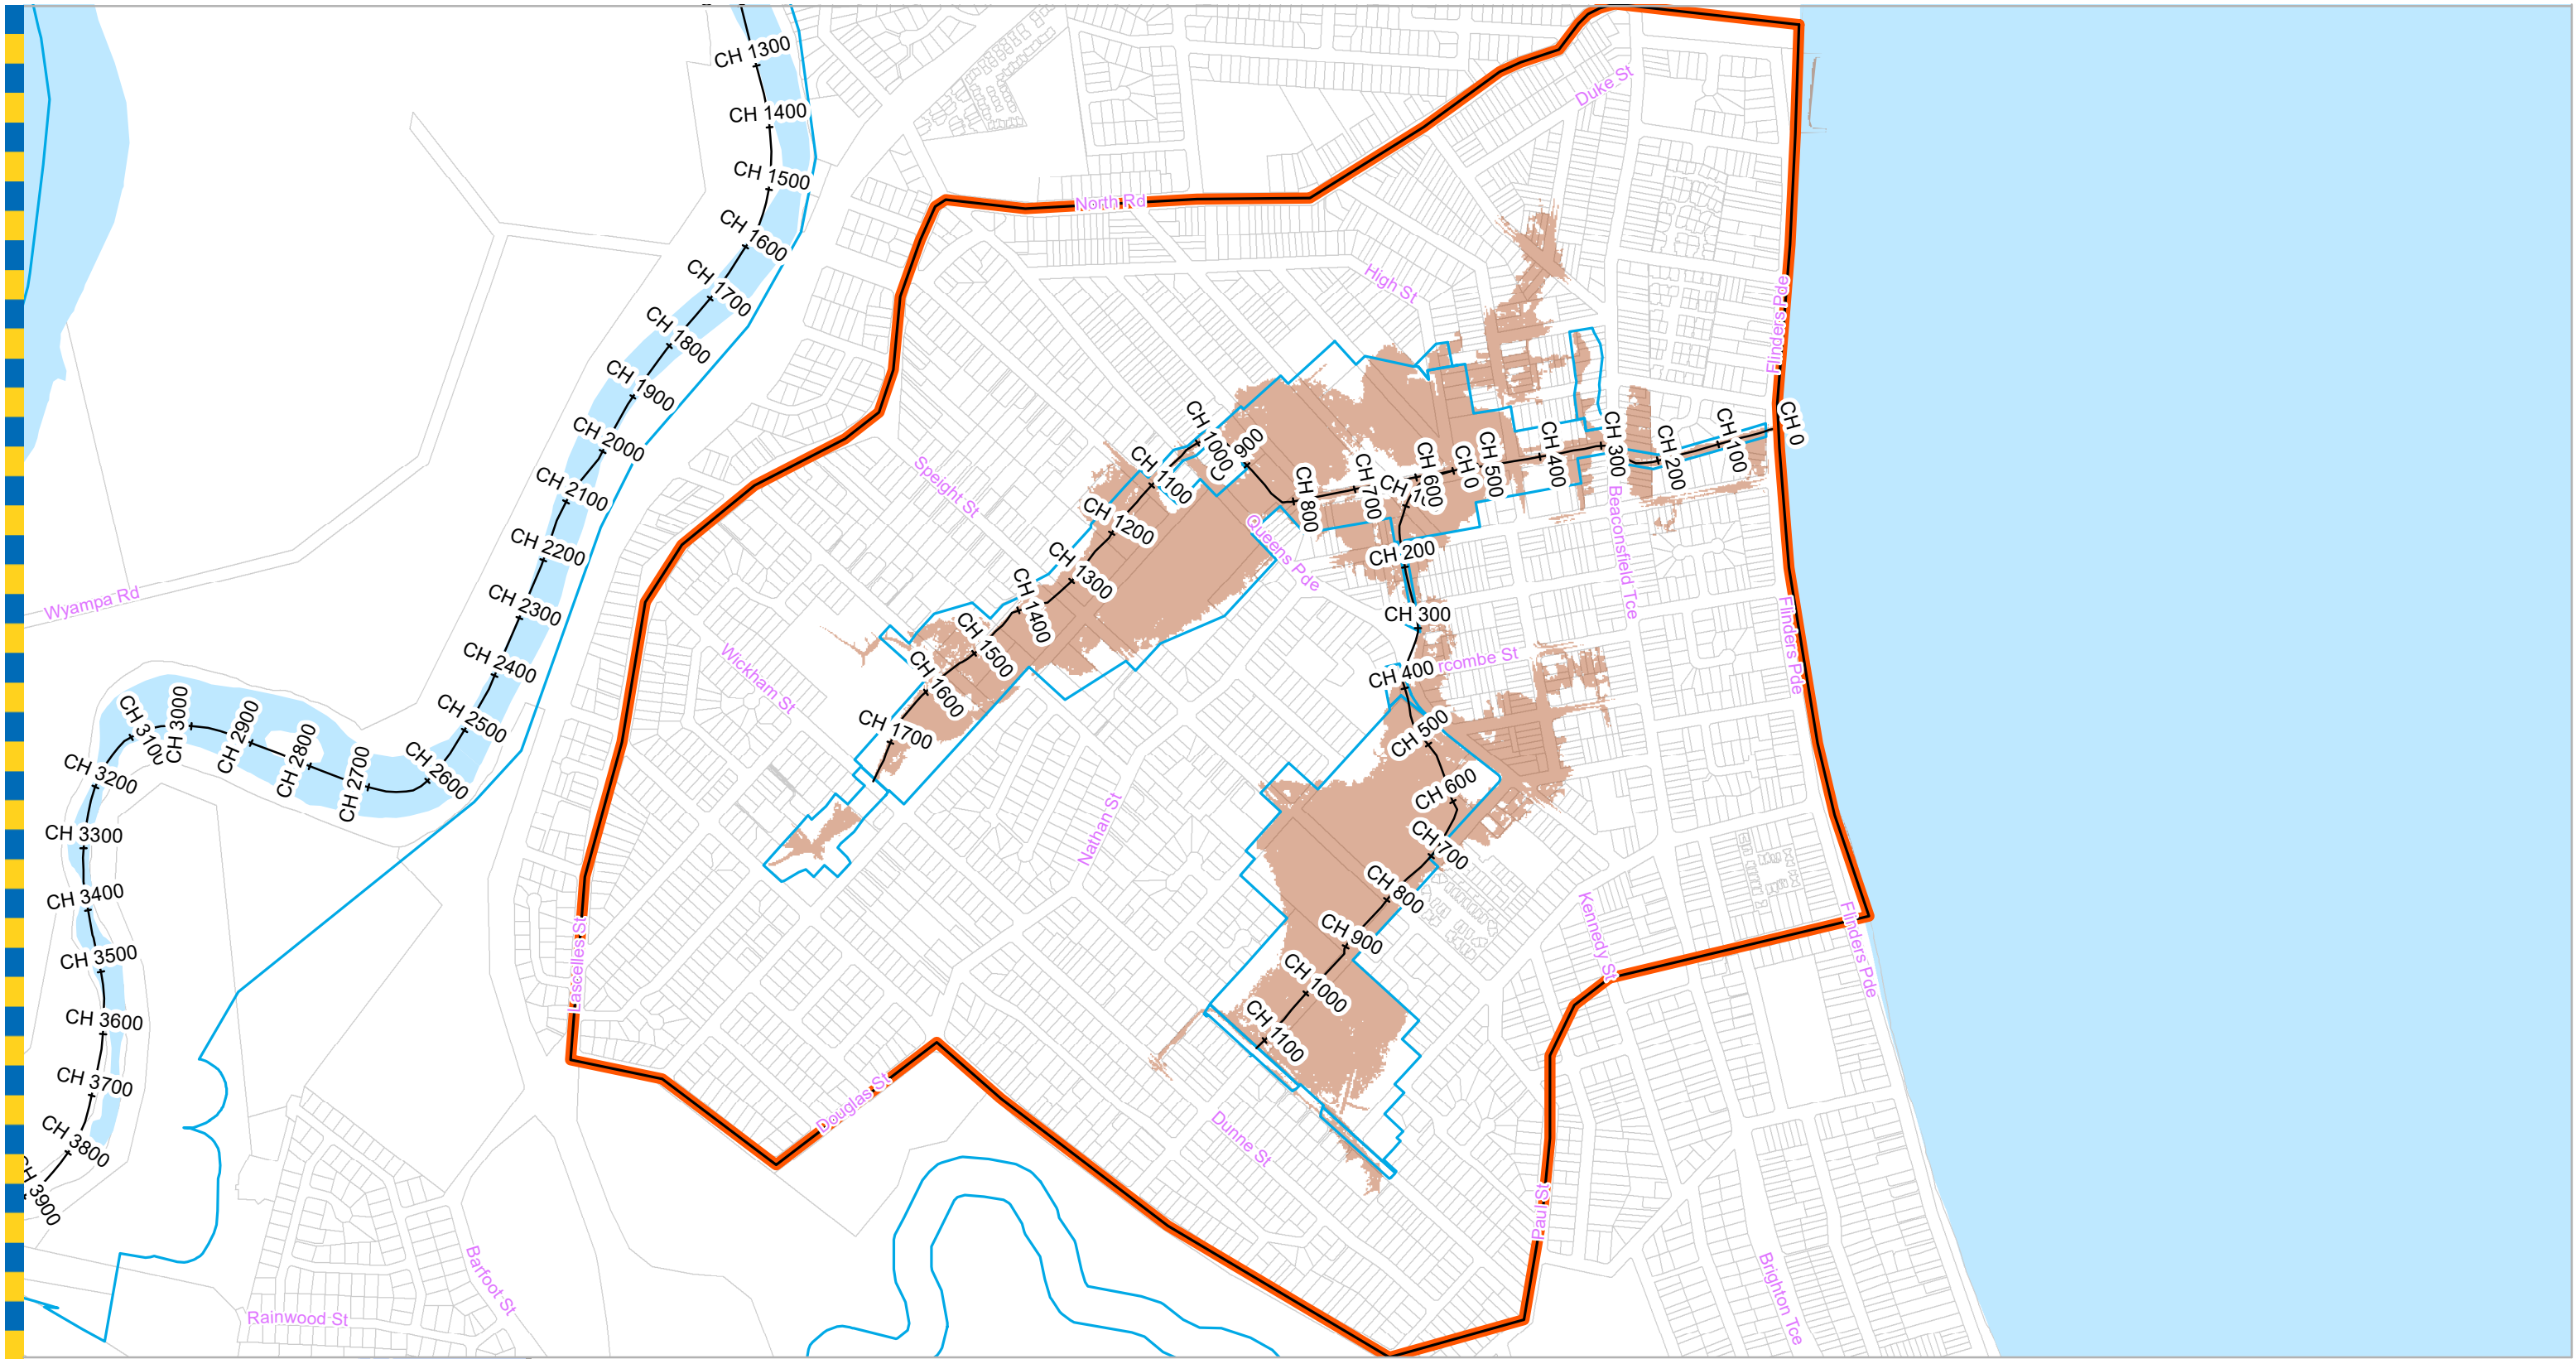 CH 1300
CH 1400
CH 1500
CH 1600
CH 1700
CH 1800
CH 1900
CH 2000
CH 2100
CH 2200
CH 2300
CH 2400
CH 2500
CH 2600
CH 2700
CH 2800
CH 2900
CH 3000
CH 3100
CH 3200
CH 3300
CH 3400
CH 3500
CH 3600
CH 3700
CH 3800
CH 3900
Wyampa Rd
Rainwood St
Barfoot St
Lascelles St
Douglas St
North Rd
Duke St
High St
Speight St
Wickham St
Nathan St
Queens Pde
Beaconsfield Tce
Flinders Pde
Flinders Pde
Flinders Pde
rcombe St
Kennedy St
Dunne St
Paul St
Brighton Tce
CH 0
CH 100
CH 200
CH 300
CH 400
CH 500
CH 600
CH 700
CH 800
900
CH 1000
CH 1100
CH 1200
CH 1300
CH 1400
CH 1500
CH 1600
CH 1700
CH 0
CH 200
CH 300
CH 400
CH 500
CH 600
CH 700
CH 800
CH 900
CH 1000
CH 1100